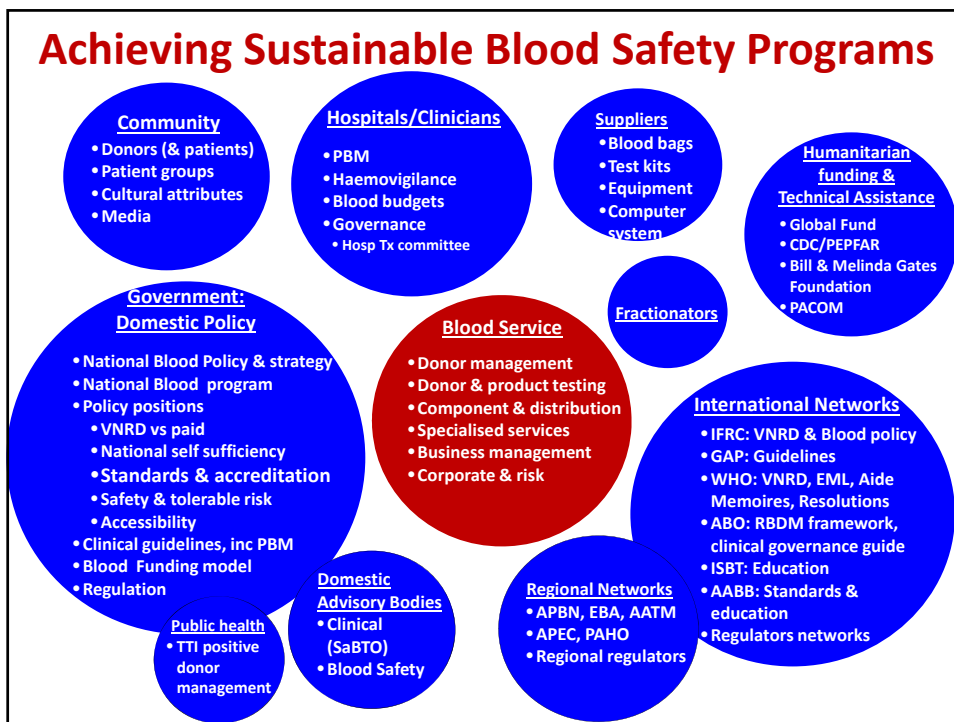 Achieving Sustainable Blood Safety Programs
Community
• Donors (& patients)
• Patient groups
• Cultural attributes
• Media
Hospitals/Clinicians
• PBM
• Haemovigilance
• Blood budgets
• Governance
• Hosp Tx committee
Suppliers
• Blood bags
• Test kits
• Equipment
• Computer
system
Humanitarian
funding &
Technical Assistance
• Global Fund
• CDC/PEPFAR
• Bill & Melinda Gates
Foundation
• PACOM
Government:
Domestic Policy
• National Blood Policy & strategy
• National Blood program
• Policy positions
• VNRD vs paid
• National self sufficiency
• Standards & accreditation
• Safety & tolerable risk
• Accessibility
• Clinical guidelines, inc PBM
• Blood Funding model
• Regulation
Blood Service
• Donor management
• Donor & product testing
• Component & distribution
• Specialised services
• Business management
• Corporate & risk
Fractionators
International Networks
• IFRC: VNRD & Blood policy
• GAP: Guidelines
• WHO: VNRD, EML, Aide
Memoires, Resolutions
• ABO: RBDM framework,
clinical governance guide
• ISBT: Education
• AABB: Standards &
education
• Regulators networks
Public health
• TTI positive
donor
management
Domestic
Advisory Bodies
• Clinical
(SaBTO)
• Blood Safety
Regional Networks
• APBN, EBA, AATM
• APEC, PAHO
• Regional regulators